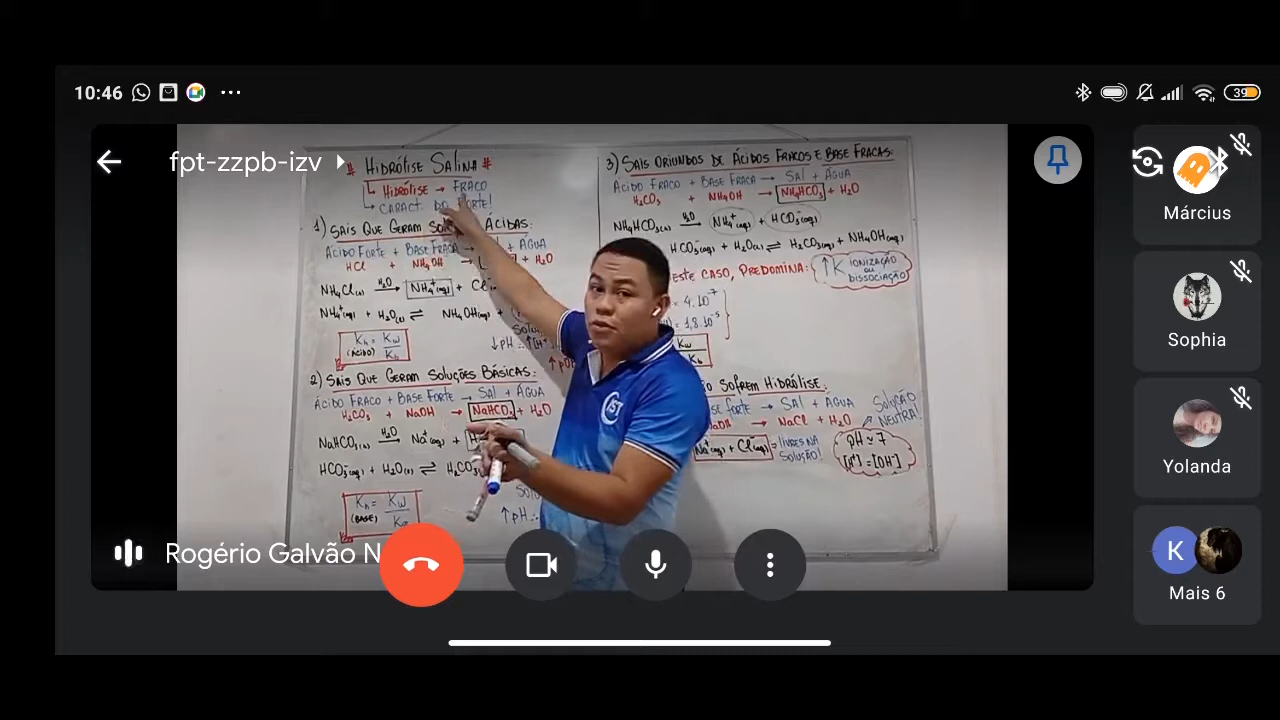 10:46
39
fpt-zzpb-izv
# HIDRÓLISE SALINA #
HIDRÓLISE → FRACO
CARACT. DO FORTE!
1) SAIS QUE GERAM ÁCIDAS:
ÁCIDO FORTE + BASE FRACA → + ÁGUA
HCl + NH₄OH → + H₂O
NH₄Cl(s) H₂O → NH₄⁺(aq) +
NH₄⁺(aq) + H₂O(l) ⇌ NH₄OH(aq) +
Kh = Kw
(ÁCIDO) Kb
↓pH ∴ ↑[H⁺
2) SAIS QUE GERAM SOLUÇÕES BÁSICAS:
ÁCIDO FRACO + BASE FORTE → SAL + ÁGUA
H₂CO₃ + NaOH → NaHCO₃ + H₂O
NaHCO₃(s) H₂O → Na⁺(aq) +
HCO₃⁻(aq) + H₂O(l) ⇌ H₂CO₃
Kh = Kw
(BASE) Ka
↑pH
3) SAIS ORIUNDOS DE ÁCIDOS FRACOS E BASE FRACAS:
ÁCIDO FRACO + BASE FRACA → SAL + ÁGUA
H₂CO₃ + NH₄OH → NH₄HCO₃ + H₂O
NH₄HCO₃(s) H₂O → NH₄⁺(aq) + HCO₃⁻(aq)
HCO₃⁻(aq) + H₂O(l) ⇌ H₂CO₃(aq) + NH₄OH(aq)
ESTE CASO, PREDOMINA: ↑K IONIZAÇÃO
OU
DISSOCIAÇÃO
= 4.10⁻⁷
= 1,8.10⁻⁵
Kw
SOFREM HIDRÓLISE:
FORTE → SAL + ÁGUA
→ NaCl + H₂O
Na⁺(aq) + Cl⁻(aq) = LIVRES NA
SOLUÇÃO!
SOLUÇÃO
NEUTRA!
pH ≃ 7
[H⁺] = [OH⁻]
IST
Rogério Galvão N
Március
Sophia
Yolanda
K
Mais 6